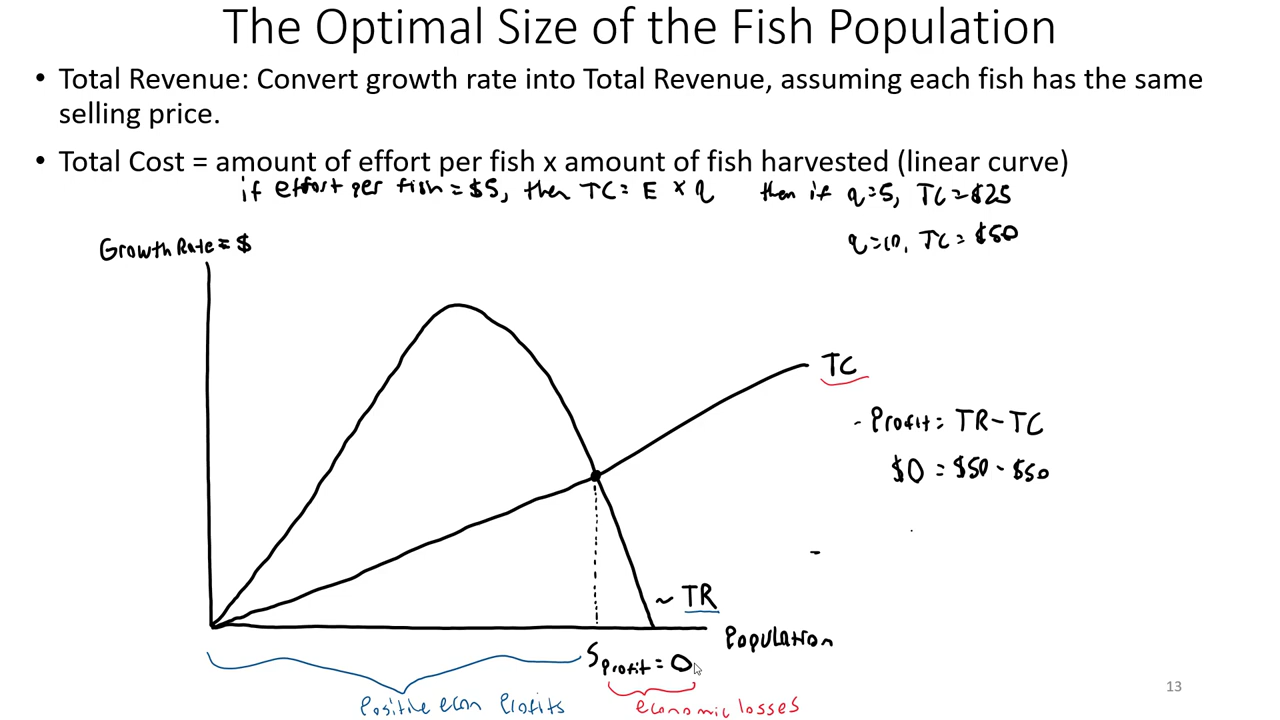 The Optimal Size of the Fish Population
• Total Revenue: Convert growth rate into Total Revenue, assuming each fish has the same
selling price.
• Total Cost = amount of effort per fish x amount of fish harvested (linear curve)
if effort per fish = $5, then TC = E x q then if q=5, TC=$25
q=10, TC = $50
Growth Rate = $
TC
- Profit = TR - TC
$0 = $50 - $50
-
~ TR
Population
S Profit = 0
Positive econ Profits
economic losses
13